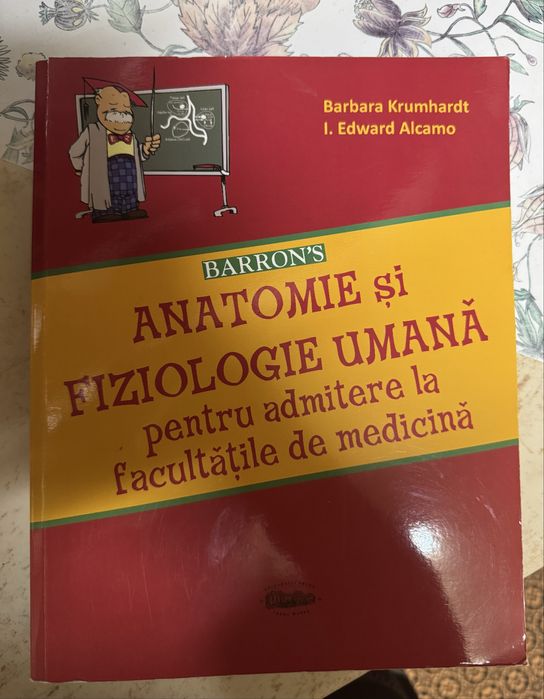 Barbara Krumhardt
I. Edward Alcamo
BARRON'S
ANATOMIE și
FIZIOLOGIE UMANĂ
pentru admitere la
facultățile de medicină